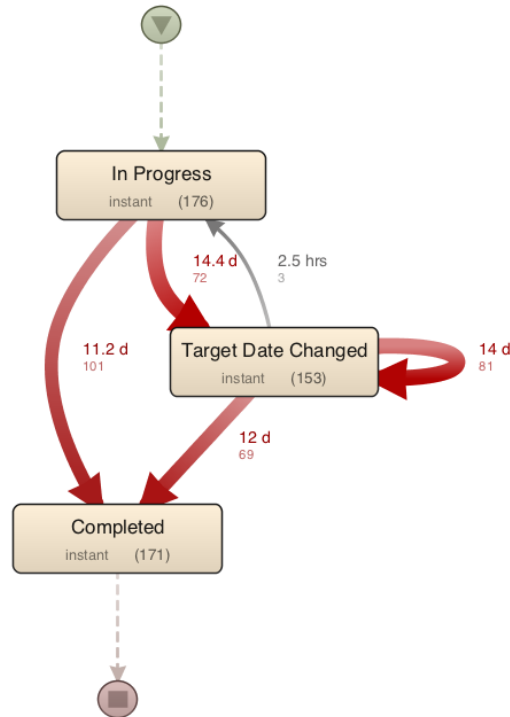 In Progress
instant (176)
14.4 d
72
2.5 hrs
3
11.2 d
101
Target Date Changed
instant (153)
14 d
81
12 d
69
Completed
instant (171)